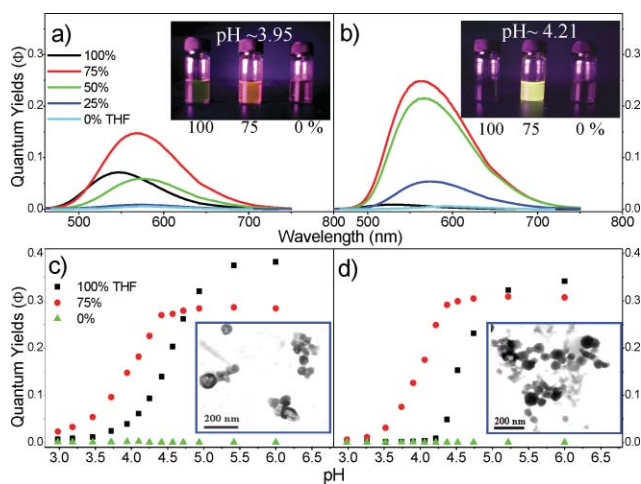 a)
pH ~3.95
100%
75%
50%
25%
0% THF
100 75 0 %
b)
pH~ 4.21
100 75 0 %
Quantum Yields (Φ)
0.3
0.2
0.1
0.0
500 600 700 800 500 600 700 800
0.3
0.2
0.1
0.0
Wavelength (nm)
c)
100% THF
75%
0%
200 nm
d)
200 nm
Quantum Yields (Φ)
0.4
0.3
0.2
0.1
0.0
0.4
0.3
0.2
0.1
0.0
3.0 3.5 4.0 4.5 5.0 5.5 6.0 6.5 3.0 3.5 4.0 4.5 5.0 5.5 6.0 6.5
pH